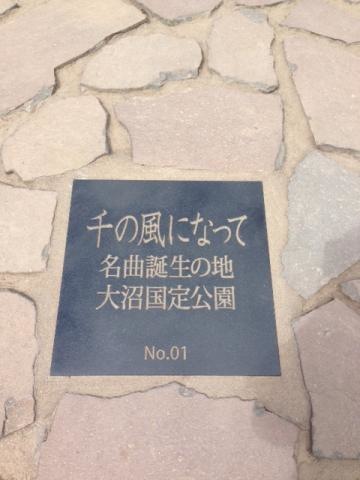 千の風になって
名曲誕生の地
大沼国定公園
No.01